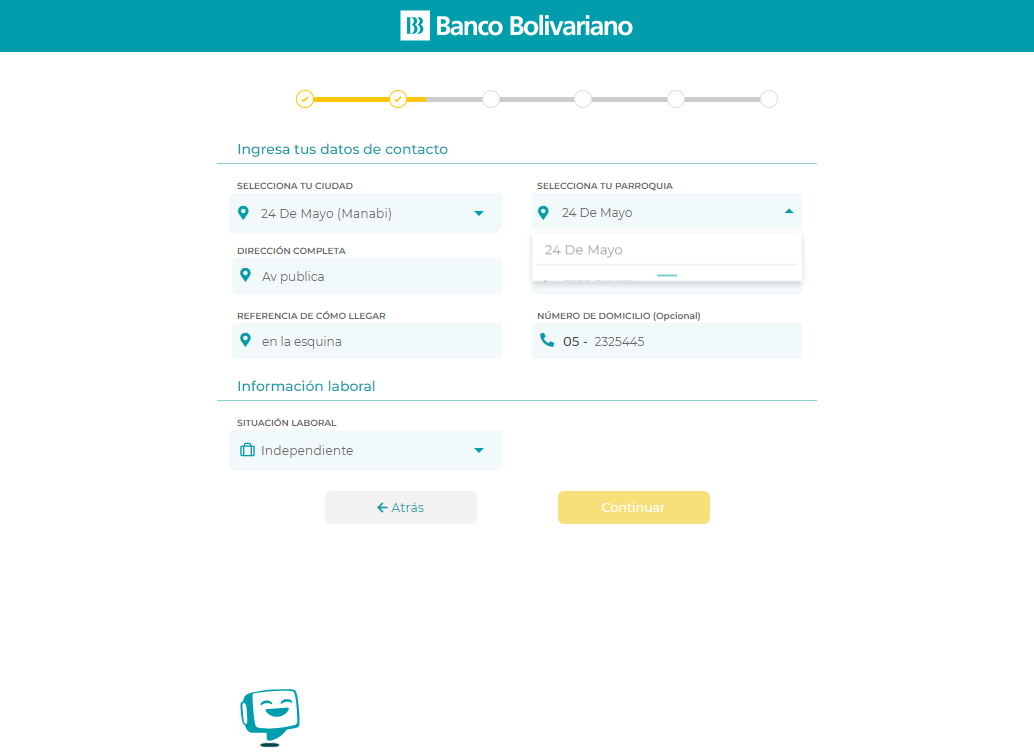 Banco Bolivariano
Ingresa tus datos de contacto
SELECCIONA TU CIUDAD
24 De Mayo (Manabi)
SELECCIONA TU PARROQUIA
24 De Mayo
24 De Mayo
DIRECCIÓN COMPLETA
Av publica
REFERENCIA DE CÓMO LLEGAR
en la esquina
NÚMERO DE DOMICILIO (Opcional)
05 - 2325445
Información laboral
SITUACIÓN LABORAL
Independiente
Atrás
Continuar